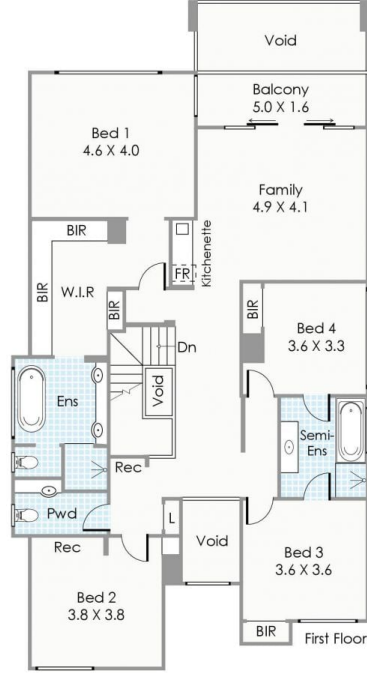 Void
Balcony
5.0 X 1.6
Bed 1
4.6 X 4.0
Family
4.9 X 4.1
BIR
Kitchenette
FR
BIR
W.I.R
BIR
BIR
Bed 4
3.6 X 3.3
Dn
Void
Ens
Semi-
Ens
Rec
Pwd
L
Rec
Void
Bed 3
3.6 X 3.6
Bed 2
3.8 X 3.8
BIR
First Floor